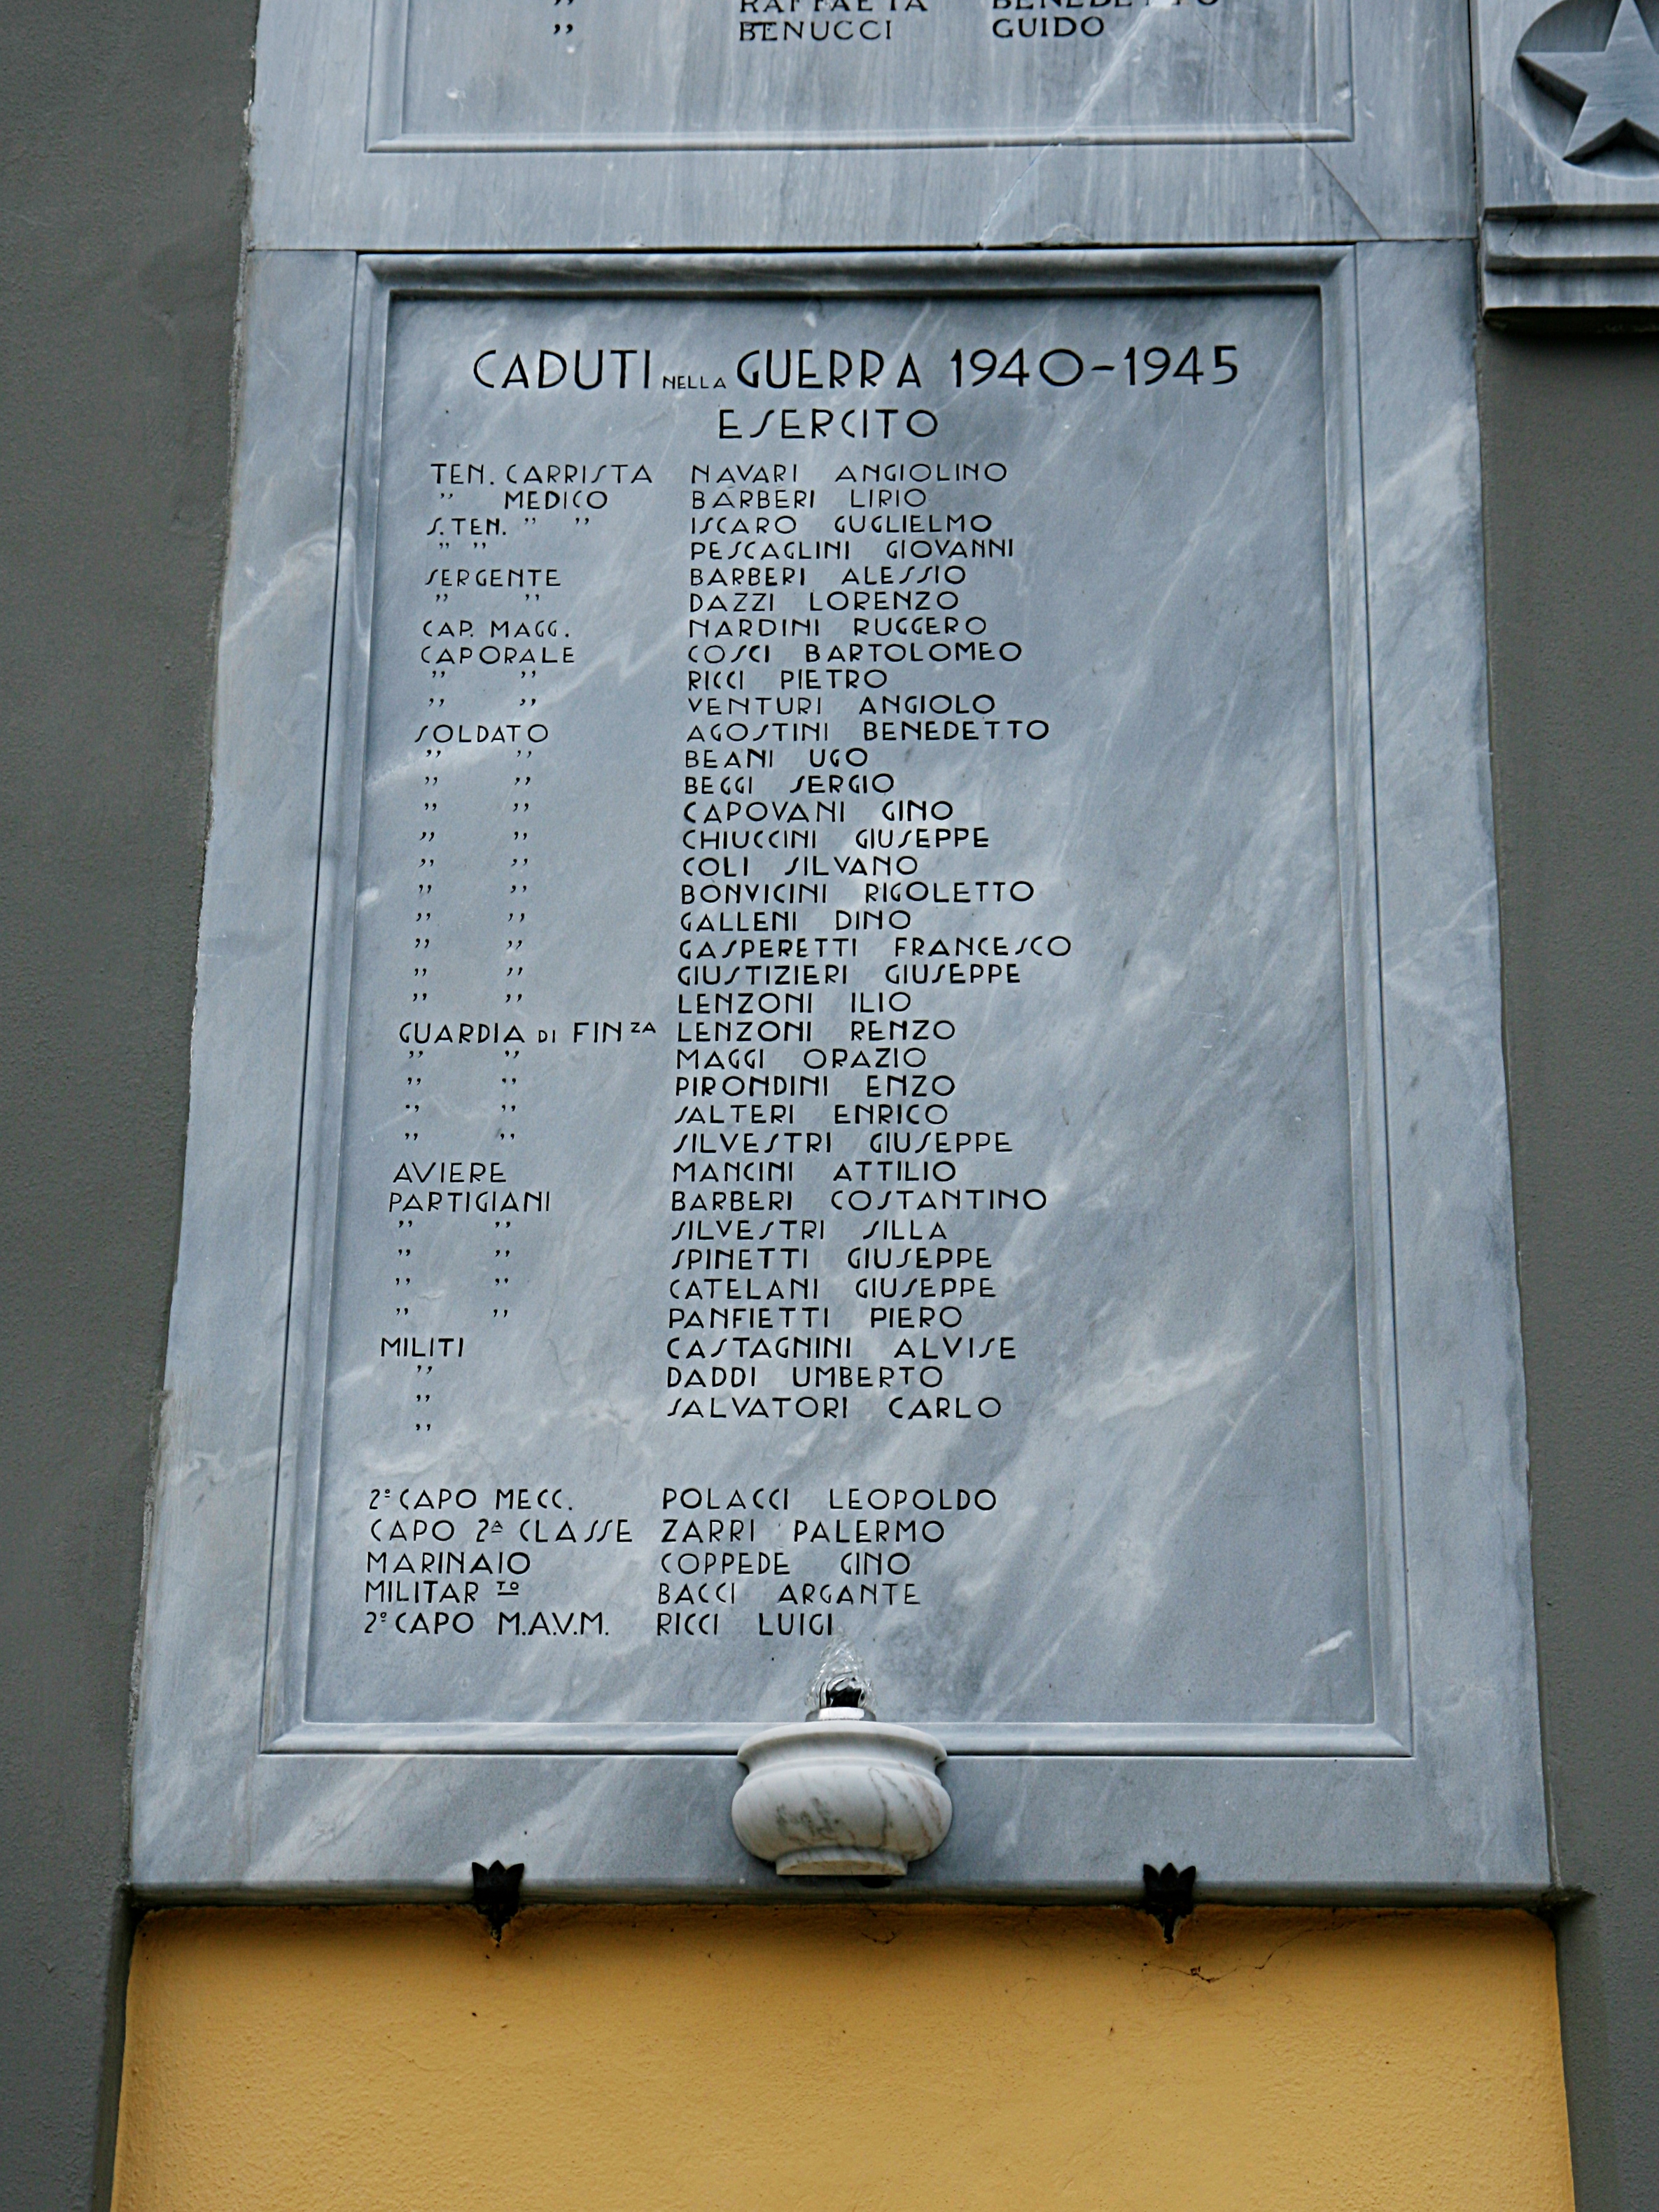 ” RAFFAETA BENEDETTO
” BENUCCI GUIDO
CADUTI NELLA GUERRA 1940-1945
ESERCITO
TEN. CARRISTA NAVARI ANGIOLINO
” MEDICO BARBERI LIRIO
S.TEN. ” ” ISCARO GUGLIELMO
” ” PESCAGLINI GIOVANNI
SERGENTE BARBERI ALESSIO
” ” DAZZI LORENZO
CAP. MAGG. NARDINI RUGGERO
CAPORALE COSCI BARTOLOMEO
” ” RICCI PIETRO
” ” VENTURI ANGIOLO
SOLDATO AGOSTINI BENEDETTO
” ” BEANI UGO
” ” BEGGI SERGIO
” ” CAPOVANI GINO
” ” CHIUCCINI GIUSEPPE
” ” COLI SILVANO
” ” BONVICINI RIGOLETTO
” ” GALLENI DINO
” ” GASPERETTI FRANCESCO
” ” GIUSTIZIERI GIUSEPPE
” ” LENZONI ILIO
GUARDIA DI FIN ZA LENZONI RENZO
” ” MAGGI ORAZIO
” ” PIRONDINI ENZO
” ” SALTERI ENRICO
” ” SILVESTRI GIUSEPPE
AVIERE MANCINI ATTILIO
PARTIGIANI BARBERI COSTANTINO
” ” SILVESTRI SILLA
” ” SPINETTI GIUSEPPE
” ” CATELANI GIUSEPPE
” ” PANFIETTI PIERO
MILITI CASTAGNINI ALVISE
” DADDI UMBERTO
” SALVATORI CARLO
”
2º CAPO MECC. POLACCI LEOPOLDO
CAPO 2ª CLASSE ZARRI PALERMO
MARINAIO COPPEDE GINO
MILITAR TO BACCI ARGANTE
2º CAPO M.A.V.M. RICCI LUIGI